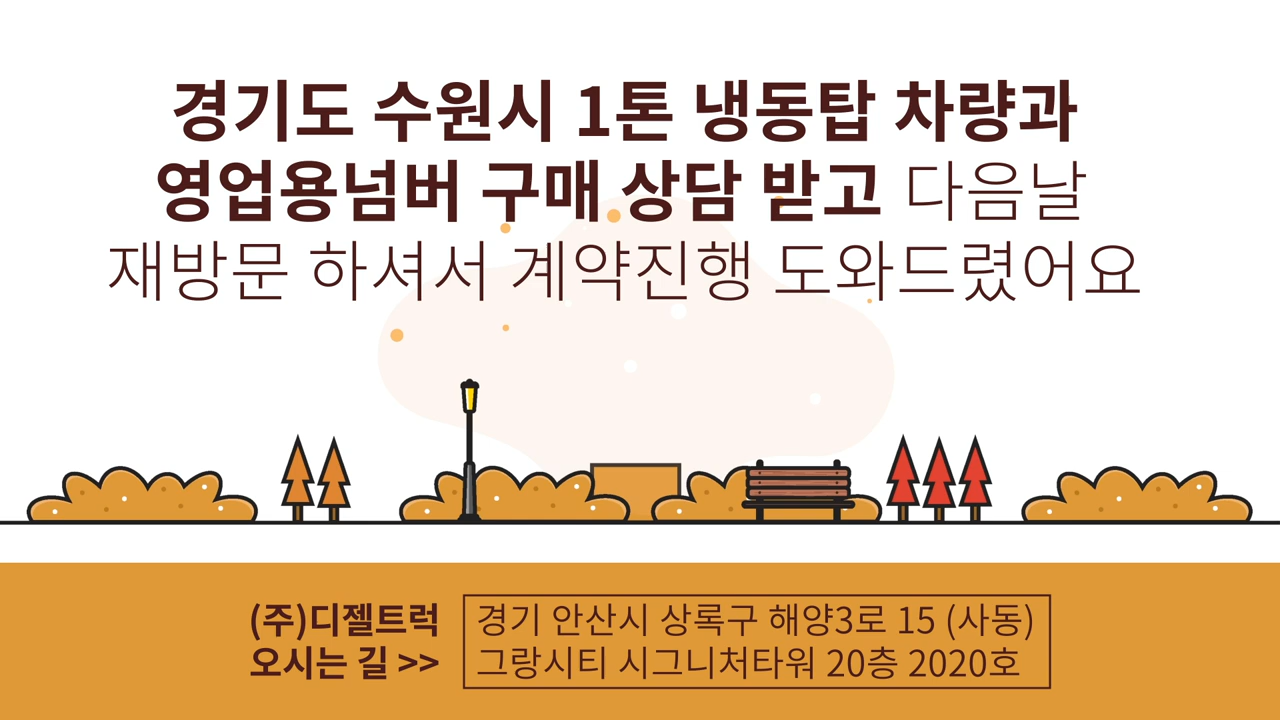 경기도 수원시 1톤 냉동탑 차량과
영업용넘버 구매 상담 받고 다음날
재방문 하셔서 계약진행 도와드렸어요
(주)디젤트럭
오시는 길 >>
경기 안산시 상록구 해양3로 15 (사동)
그랑시티 시그니처타워 20층 2020호